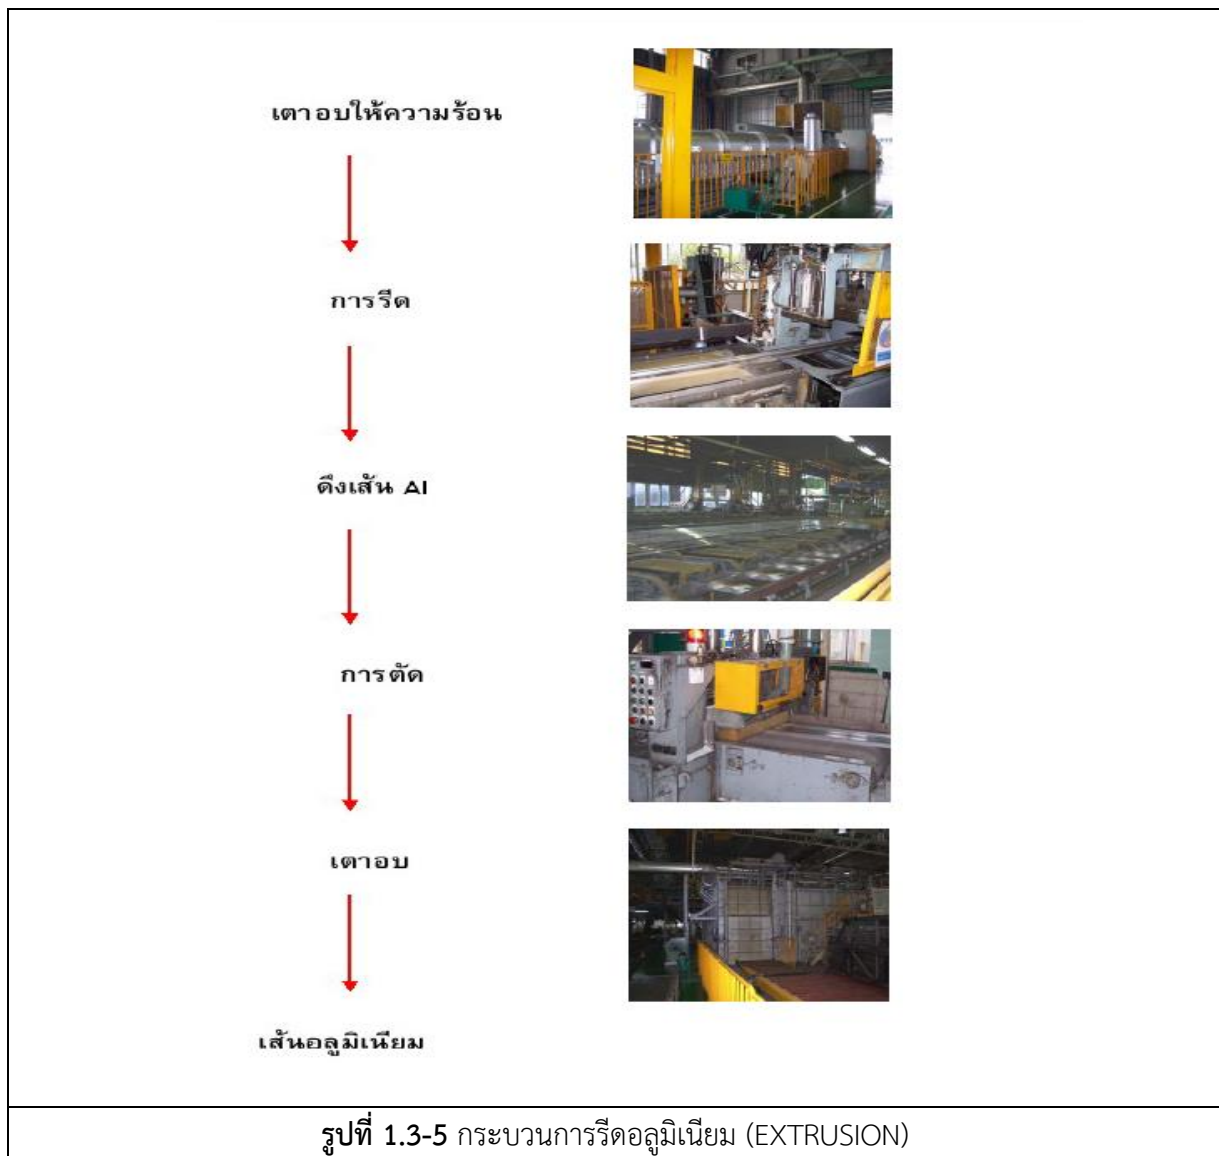 เตาอบให้ความร้อน
การรีด
ดึงเส้น Al
การตัด
เตาอบ
เส้นอลูมิเนียม
รูปที่ 1.3-5 กระบวนการรีดอลูมิเนียม (EXTRUSION)